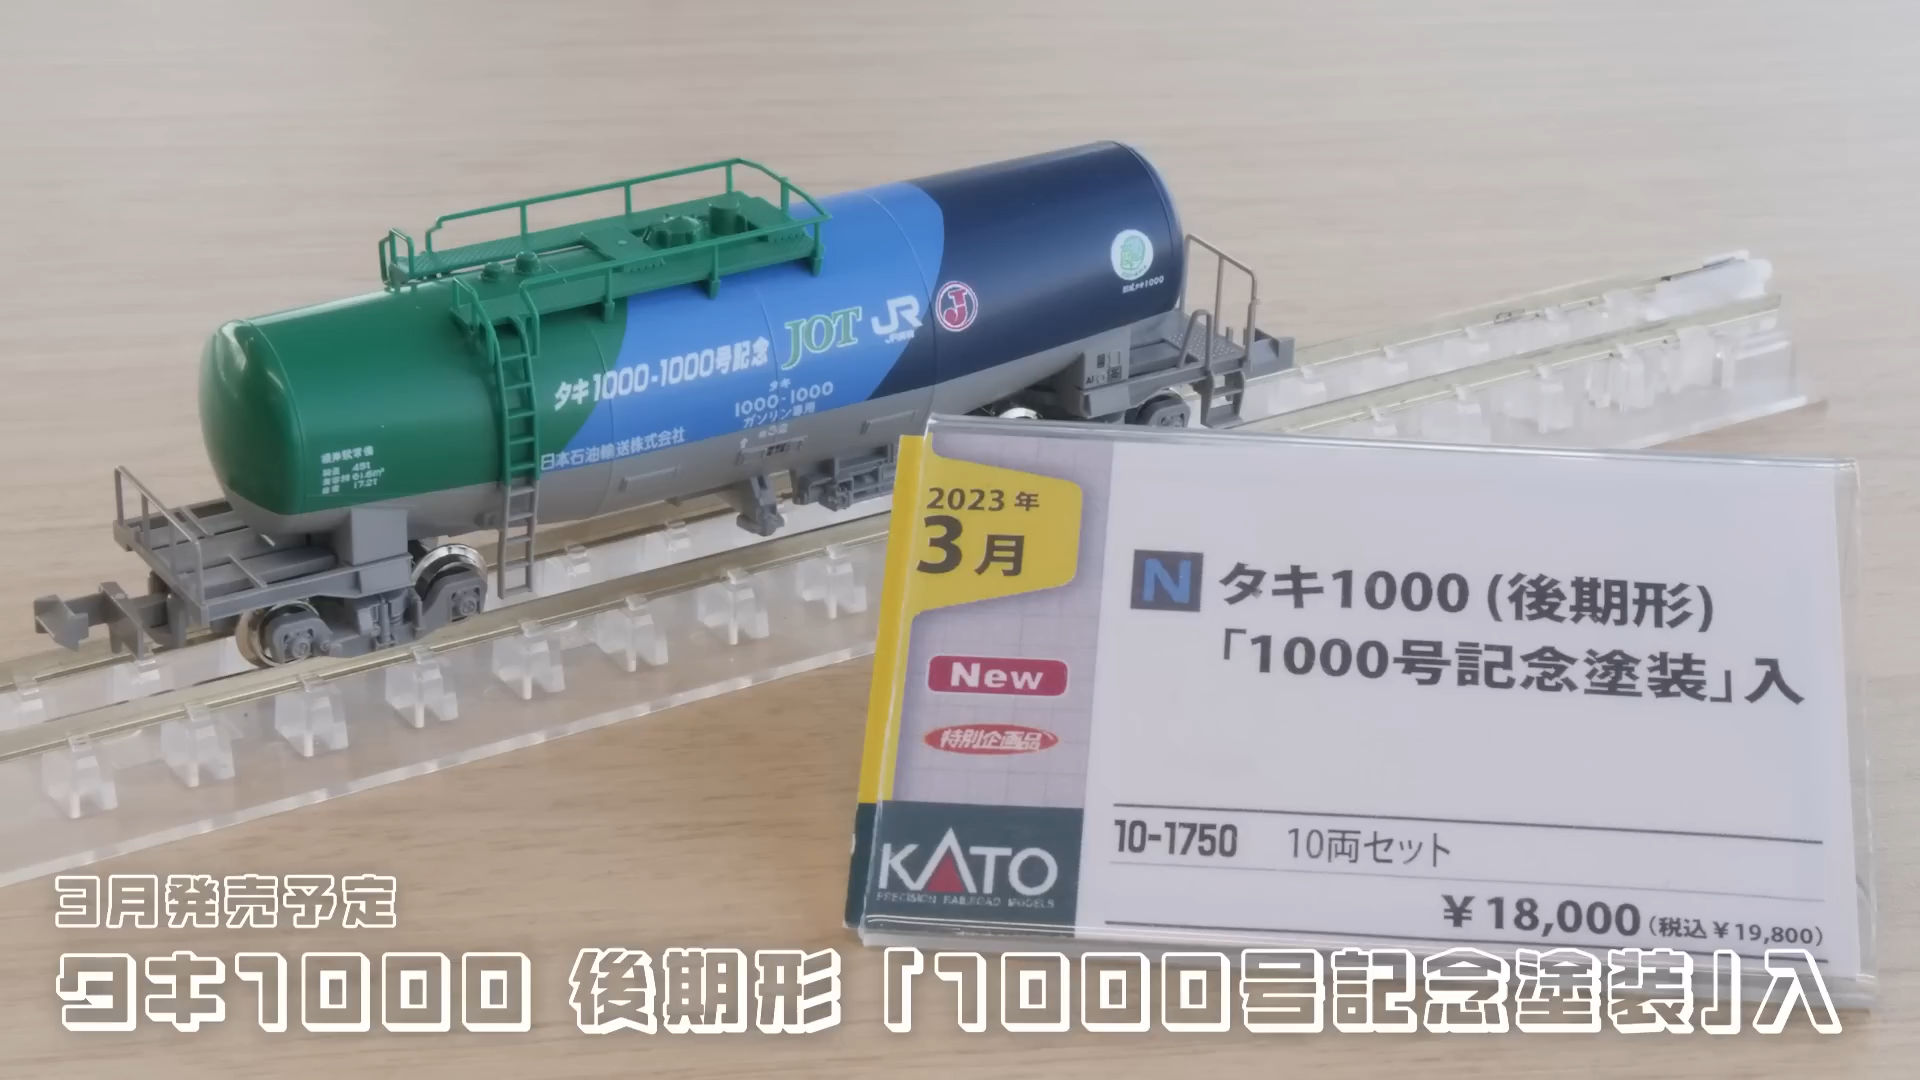 タキ1000-1000号記念
JOT
JR
J
タキ
1000-1000
ガソリン専用
日本石油輸送株式会社
2023年
3月
New
特別企画品
KATO
PRECISION RAILROAD MODELS
N タキ1000 (後期形)
「1000号記念塗装」入
10-1750 10両セット
¥18,000(税込¥19,800)
3月発売予定
タキ1000 後期形「1000号記念塗装」入